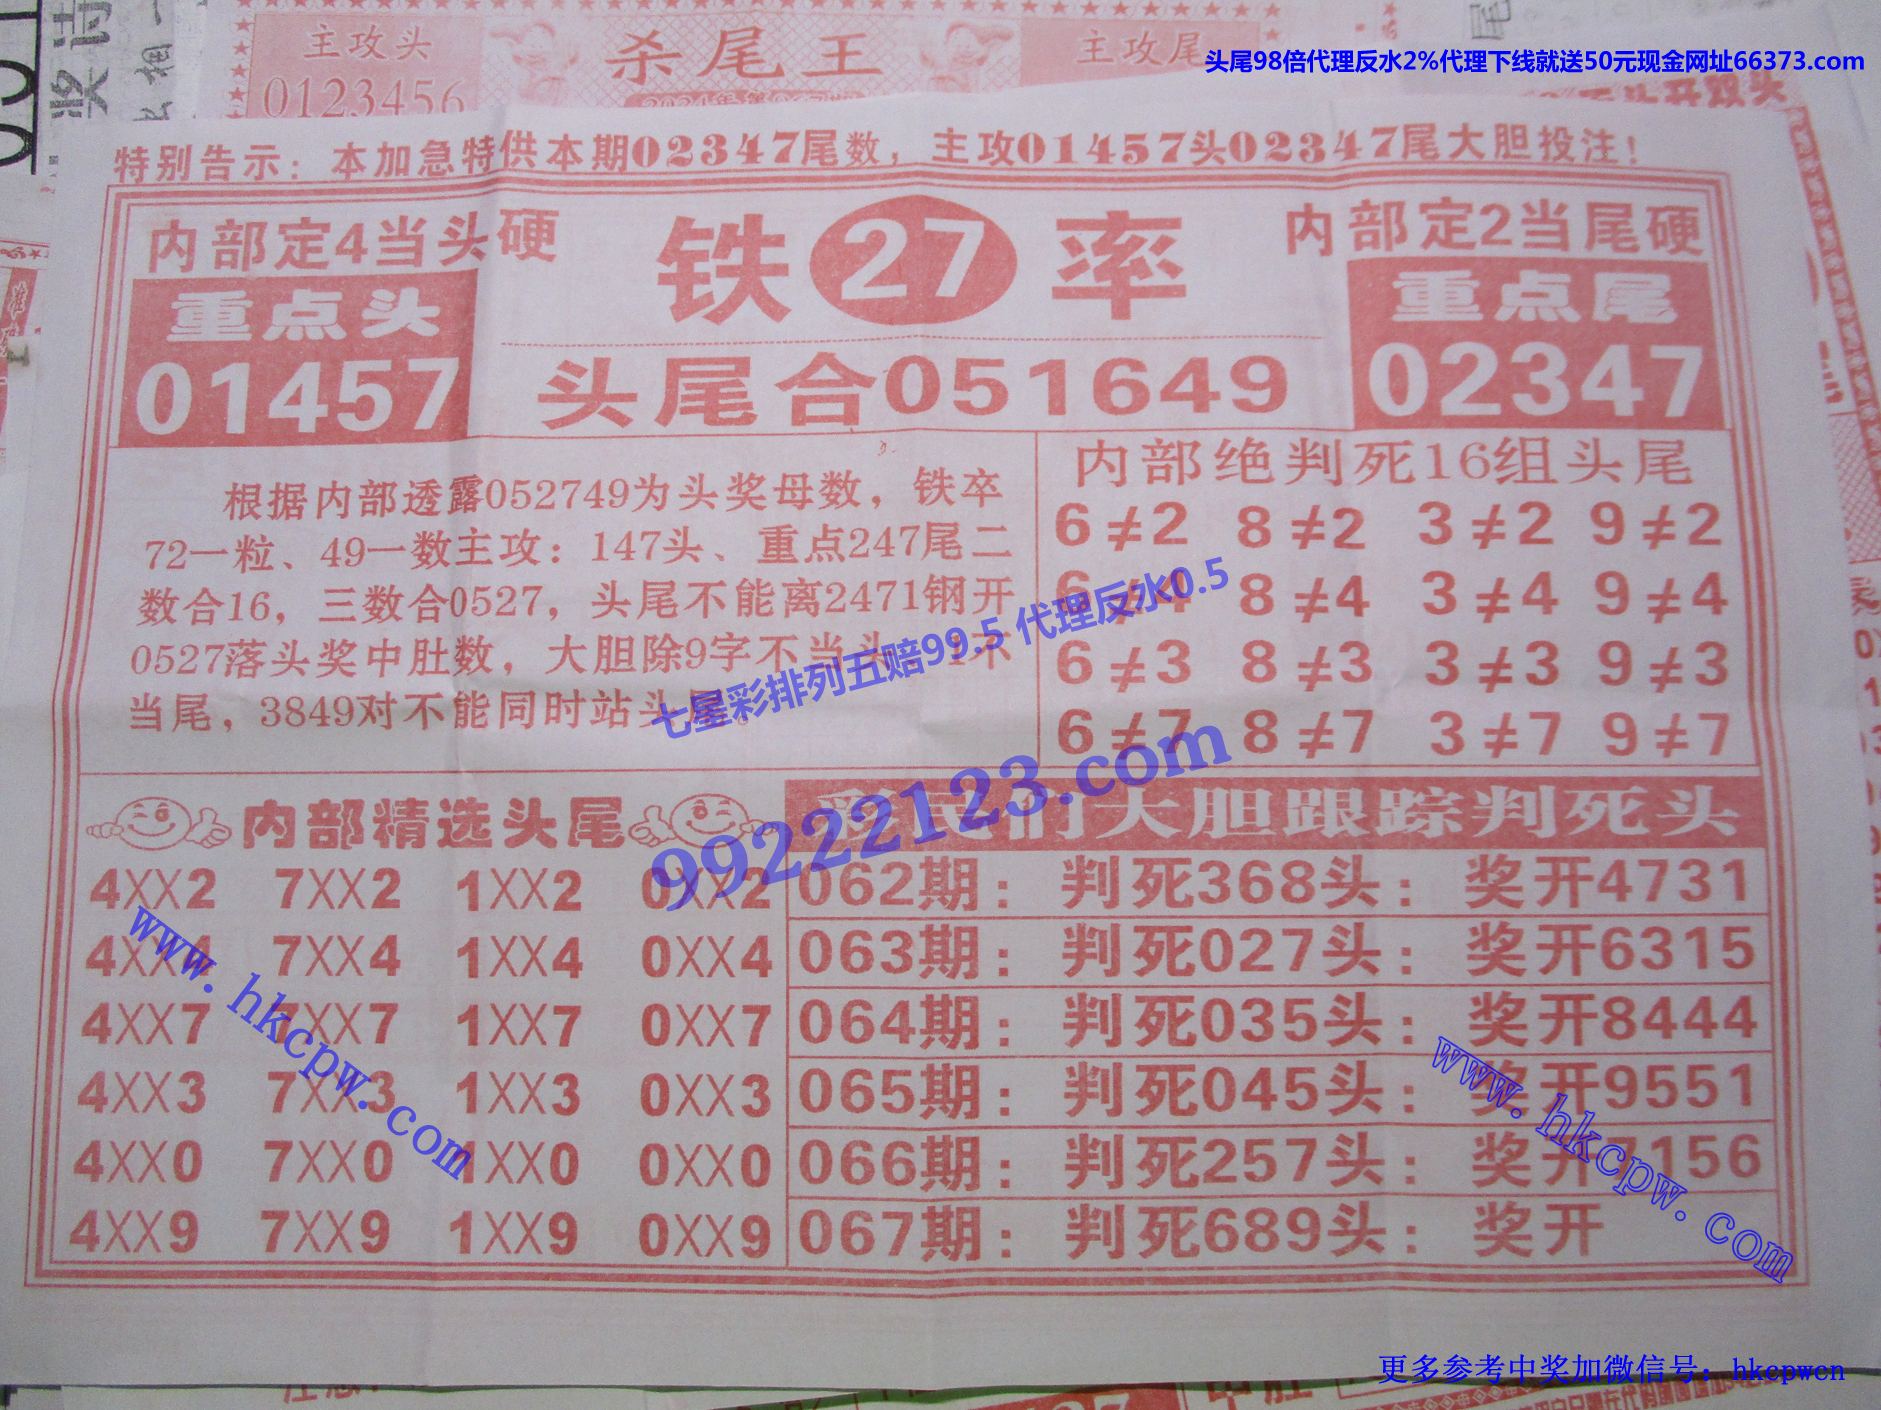 头尾98倍代理反水2%代理下线就送50元现金网址66373.com
主攻头
杀尾王
主攻尾
0123456
特别告示：本加急特供本期02347尾数，主攻01457头02347尾大胆投注！
内部定4当头硬
铁27率
内部定2当尾硬
重点头
重点尾
01457
头尾合051649
02347
根据内部透露052749为头奖母数，铁卒
72一粒、49一数主攻：147头、重点247尾二
数合16，三数合0527，头尾不能离2471钢开
0527落头奖中肚数，大胆除9字不当头，1不
当尾，3849对不能同时站头尾。
内部绝判死16组头尾
6≠2 8≠2 3≠2 9≠2
6≠4 8≠4 3≠4 9≠4
6≠3 8≠3 3≠3 9≠3
6≠7 8≠7 3≠7 9≠7
七星彩排列五赔99.5 代理反水0.5
99222123.com
内部精选头尾
4XX2 7XX2 1XX2 0XX2
4XX4 7XX4 1XX4 0XX4
4XX7 7XX7 1XX7 0XX7
4XX3 7XX3 1XX3 0XX3
4XX0 7XX0 1XX0 0XX0
4XX9 7XX9 1XX9 0XX9
彩民们大胆跟踪判死头
062期：判死368头：奖开4731
063期：判死027头：奖开6315
064期：判死035头：奖开8444
065期：判死045头：奖开9551
066期：判死257头：奖开7156
067期：判死689头：奖开
www.hkcpw.com
www.hkcpw.com
更多参考中奖加微信号：hkcpwcn